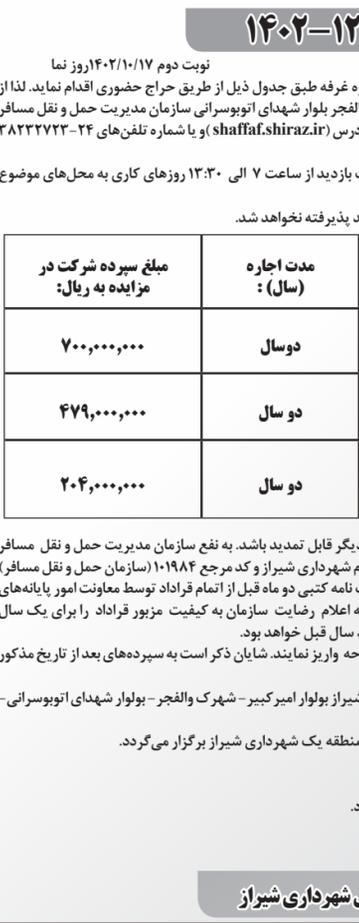 ۱۴۰۲-۱۲
نوبت دوم ۱۴۰۲/۱۰/۱۷روز نما
ه غرفه طبق جدول ذیل از طریق حراج حضوری اقدام نماید. لذا از
الفجر بلوار شهدای اتوبوسرانی سازمان مدیریت حمل و نقل مسافر
درس (shaffaf.shiraz.ir )و یا شماره تلفن‌های ۲۴-۳۸۲۳۲۷۲۳
بازدید از ساعت ۷ الی ۱۳:۳۰ روزهای کاری به محل‌های موضوع
د پذیرفته نخواهد شد.
مدت اجاره (سال) :
مبلغ سپرده شرکت در مزایده به ریال:
دوسال
۷۰۰,۰۰۰,۰۰۰
دو سال
۴۷۹,۰۰۰,۰۰۰
دو سال
۲۰۴,۰۰۰,۰۰۰
دیگر قابل تمدید باشد. به نفع سازمان مدیریت حمل و نقل مسافر
م شهرداری شیراز و کد مرجع ۱۰۱۹۸۴ (سازمان حمل و نقل مسافر)
نامه کتبی دو ماه قبل از اتمام قراداد توسط معاونت امور پایانه‌های
ه اعلام رضایت سازمان به کیفیت مزبور قراداد را برای یک سال
سال قبل خواهد بود.
حه واریز نمایند. شایان ذکر است به سپرده‌های بعد از تاریخ مذکور
شیراز بولوار امیرکبیر - شهرک والفجر - بولوار شهدای اتوبوسرانی-
منطقه یک شهرداری شیراز برگزار می‌گردد.
د.
شهرداری شیراز